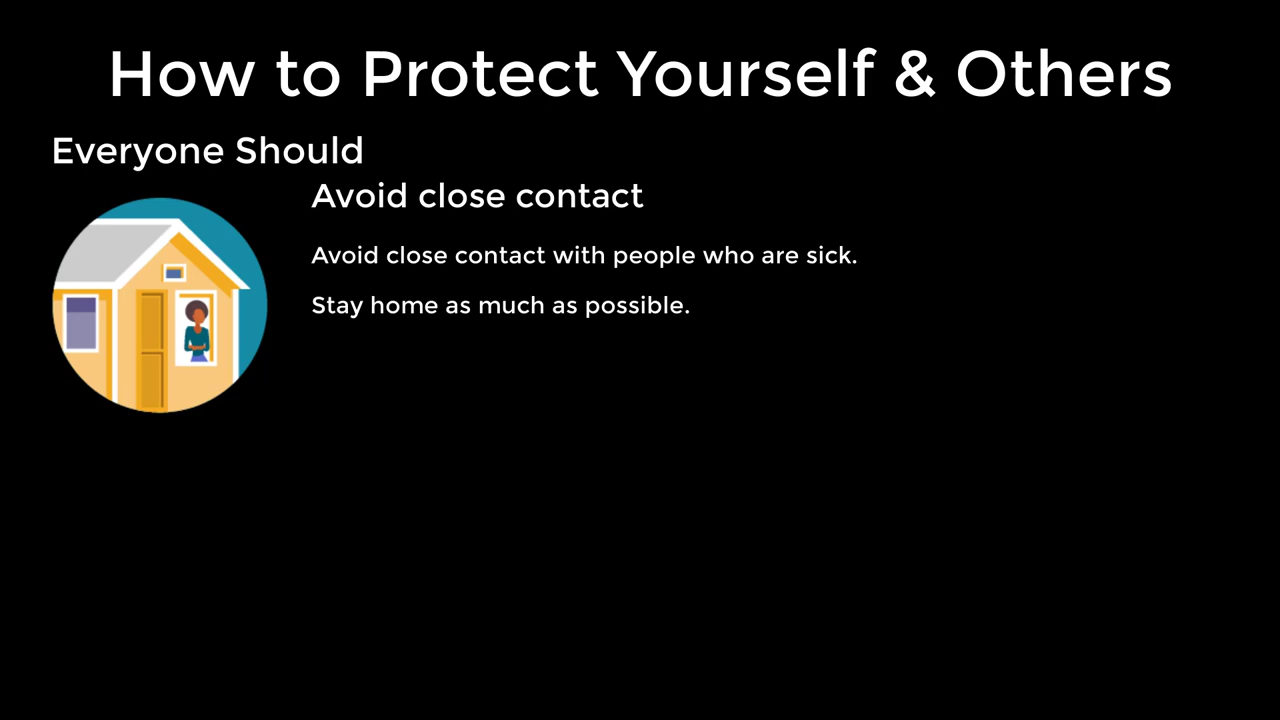 How to Protect Yourself & Others
Everyone Should
Avoid close contact
Avoid close contact with people who are sick.
Stay home as much as possible.